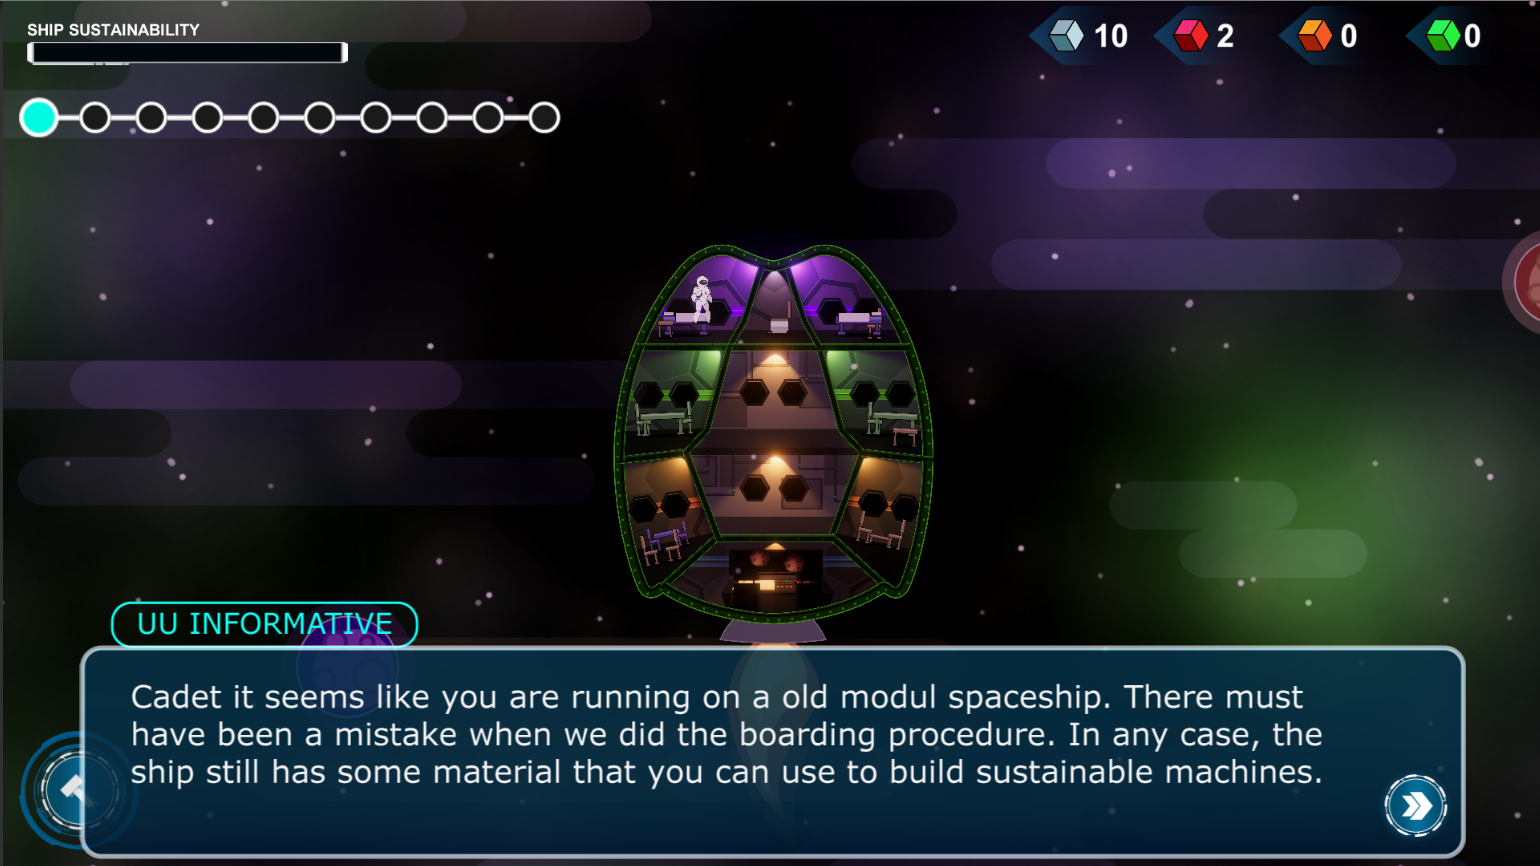 SHIP SUSTAINABILITY
10 2 0 0
UU INFORMATIVE
Cadet it seems like you are running on a old modul spaceship. There must
have been a mistake when we did the boarding procedure. In any case, the
ship still has some material that you can use to build sustainable machines.